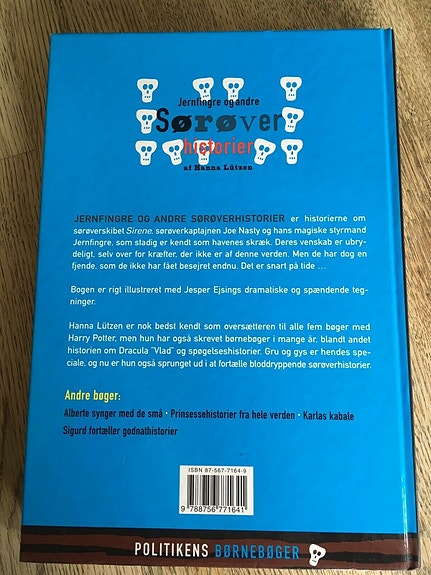 Jernfingre og andre
Sørøver
historier
af Hanna Lützen
JERNFINGRE OG ANDRE SØRØVERHISTORIER er historierne om
sørøverskibet Sirene, sørøverkaptajnen Joe Nasty og hans magiske styrmand
Jernfingre, som stadig er kendt som havenes skræk. Deres venskab er ubry-
deligt, selv over for kræfter, der ikke er af denne verden. Men de har dog en
fjende, som de ikke har fået besejret endnu. Det er snart på tide ...
Bogen er rigt illustreret med Jesper Ejsings dramatiske og spændende teg-
ninger.
Hanna Lützen er nok bedst kendt som oversætteren til alle fem bøger med
Harry Potter, men hun har også skrevet børnebøger i mange år, blandt andet
historien om Dracula "Vlad" og spøgelseshistorier. Gru og gys er hendes spe-
ciale, og nu er hun også sprunget ud i at fortælle bloddryppende sørøverhistorier.
Andre bøger:
Alberte synger med de små · Prinsessehistorier fra hele verden · Karlas kabale
Sigurd fortæller godnathistorier
ISBN 87-567-7164-9
9 788756 771641
POLITIKENS BØRNEBØGER